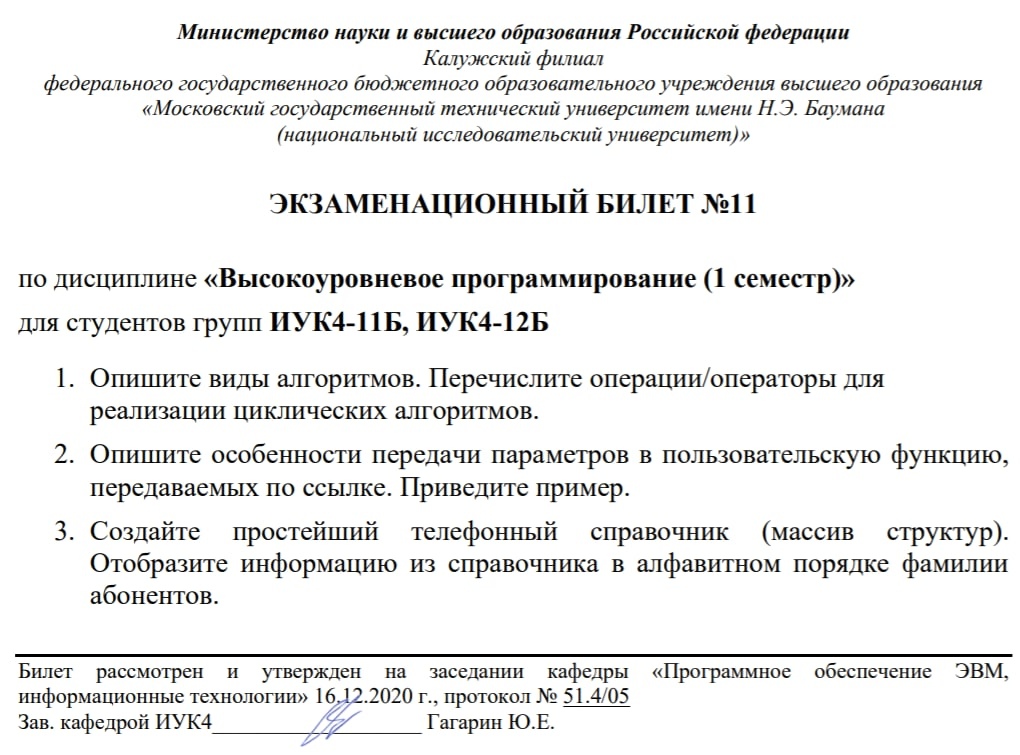 Министерство науки и высшего образования Российской федерации
Калужский филиал
федерального государственного бюджетного образовательного учреждения высшего образования
«Московский государственный технический университет имени Н.Э. Баумана
(национальный исследовательский университет)»
ЭКЗАМЕНАЦИОННЫЙ БИЛЕТ №11
по дисциплине «Высокоуровневое программирование (1 семестр)»
для студентов групп ИУК4-11Б, ИУК4-12Б
1. Опишите виды алгоритмов. Перечислите операции/операторы для
реализации циклических алгоритмов.
2. Опишите особенности передачи параметров в пользовательскую функцию,
передаваемых по ссылке. Приведите пример.
3. Создайте простейший телефонный справочник (массив структур).
Отобразите информацию из справочника в алфавитном порядке фамилии
абонентов.
Билет рассмотрен и утвержден на заседании кафедры «Программное обеспечение ЭВМ,
информационные технологии» 16.12.2020 г., протокол № 51.4/05
Зав. кафедрой ИУК4___________________ Гагарин Ю.Е.